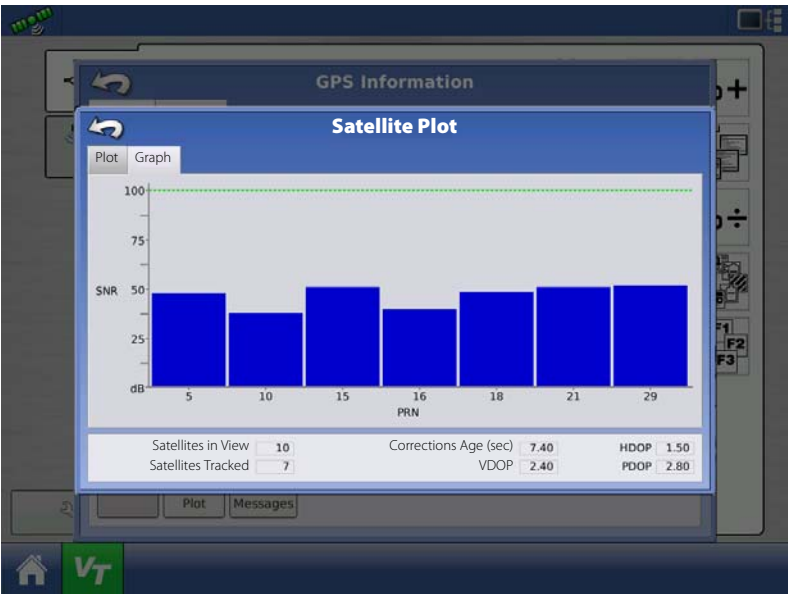 GPS Information
Satellite Plot
Plot Graph
100
75
SNR 50
25
dB
5 10 15 16 18 21 29
PRN
Satellites in View 10 Corrections Age (sec) 7.40 HDOP 1.50
Satellites Tracked 7 VDOP 2.40 PDOP 2.80
Plot Messages
F1
F2
F3
VT